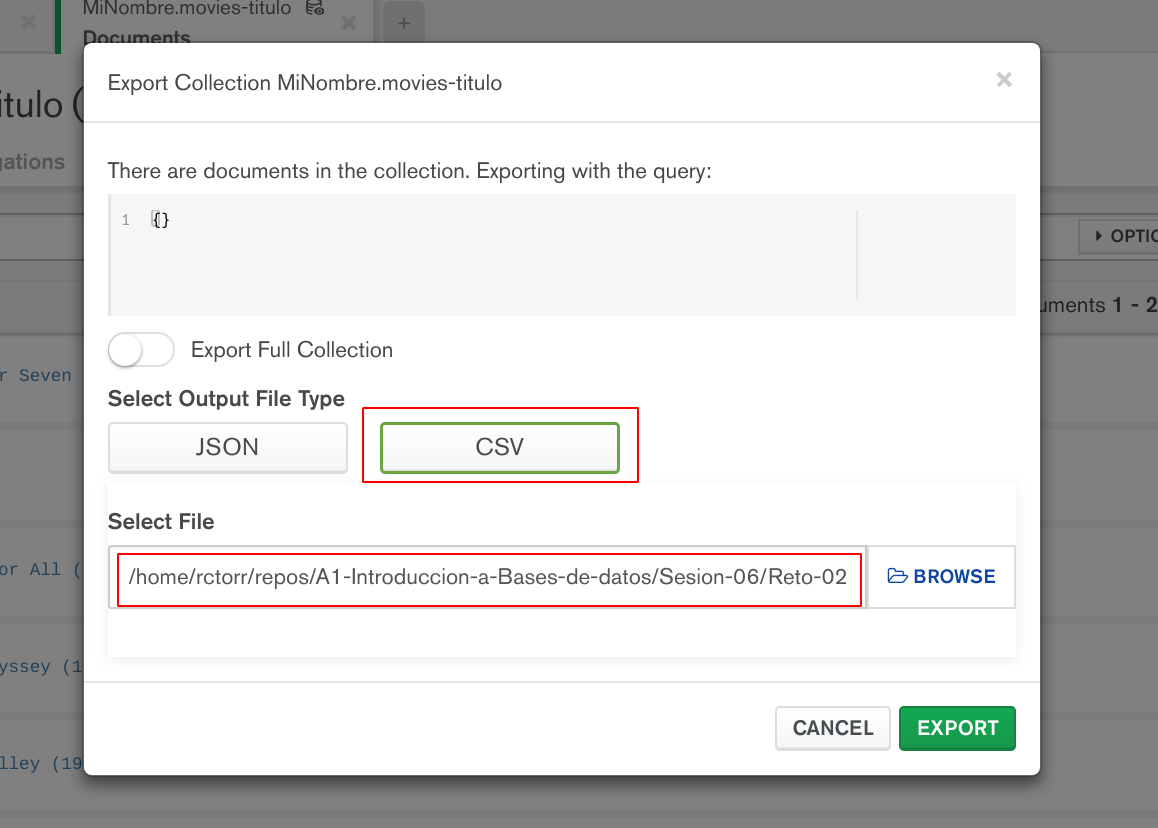 MiNombre.movies-titulo
Documents
itulo (
gations
Export Collection MiNombre.movies-titulo
There are documents in the collection. Exporting with the query:
1 {}
OPTIO
uments 1 - 2
Export Full Collection
r Seven
Select Output File Type
JSON CSV
Select File
or All (
/home/rctorr/repos/A1-Introduccion-a-Bases-de-datos/Sesion-06/Reto-02
BROWSE
yssey (1
CANCEL EXPORT
lley (19